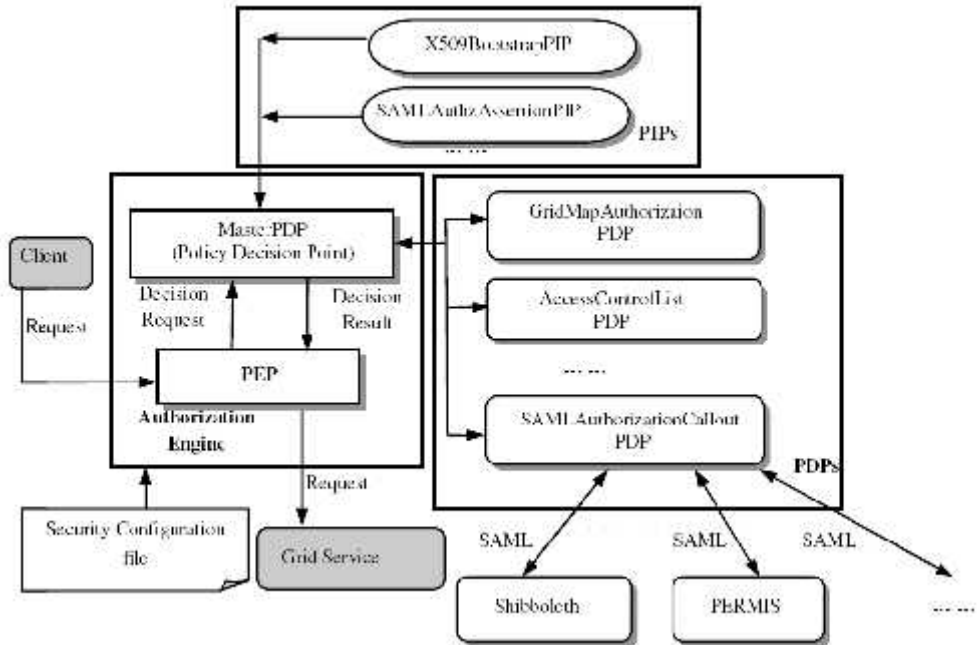 X509BootstrapPIP
SAMLAuthzAssertionPIP
... ...
PIPs
MasterPDP
(Policy Decision Point)
Client
Decision
Request
Decision
Result
Request
PEP
Authorization
Engine
GridMapAuthorizaion
PDP
AccessControlList
PDP
... ...
SAMLAuthorizationCallout
PDP
PDPs
Request
Security Configuration
file
Grid Service
SAML
SAML
SAML
Shibboleth
PERMIS
... ...